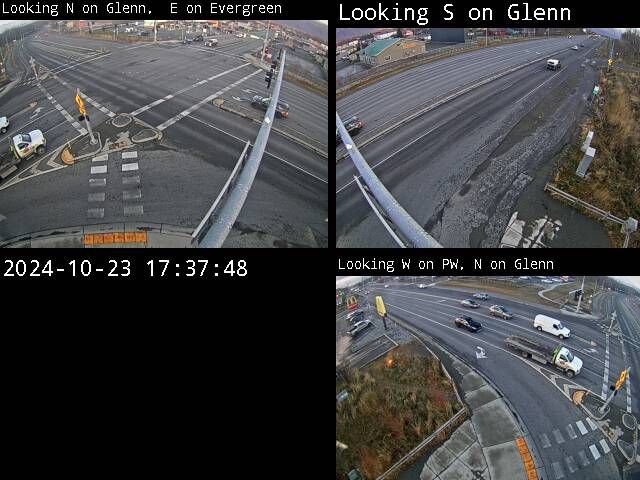 Looking N on Glenn,  E on Evergreen
Looking S on Glenn
2024-10-23 17:37:48
Looking W on PW, N on Glenn